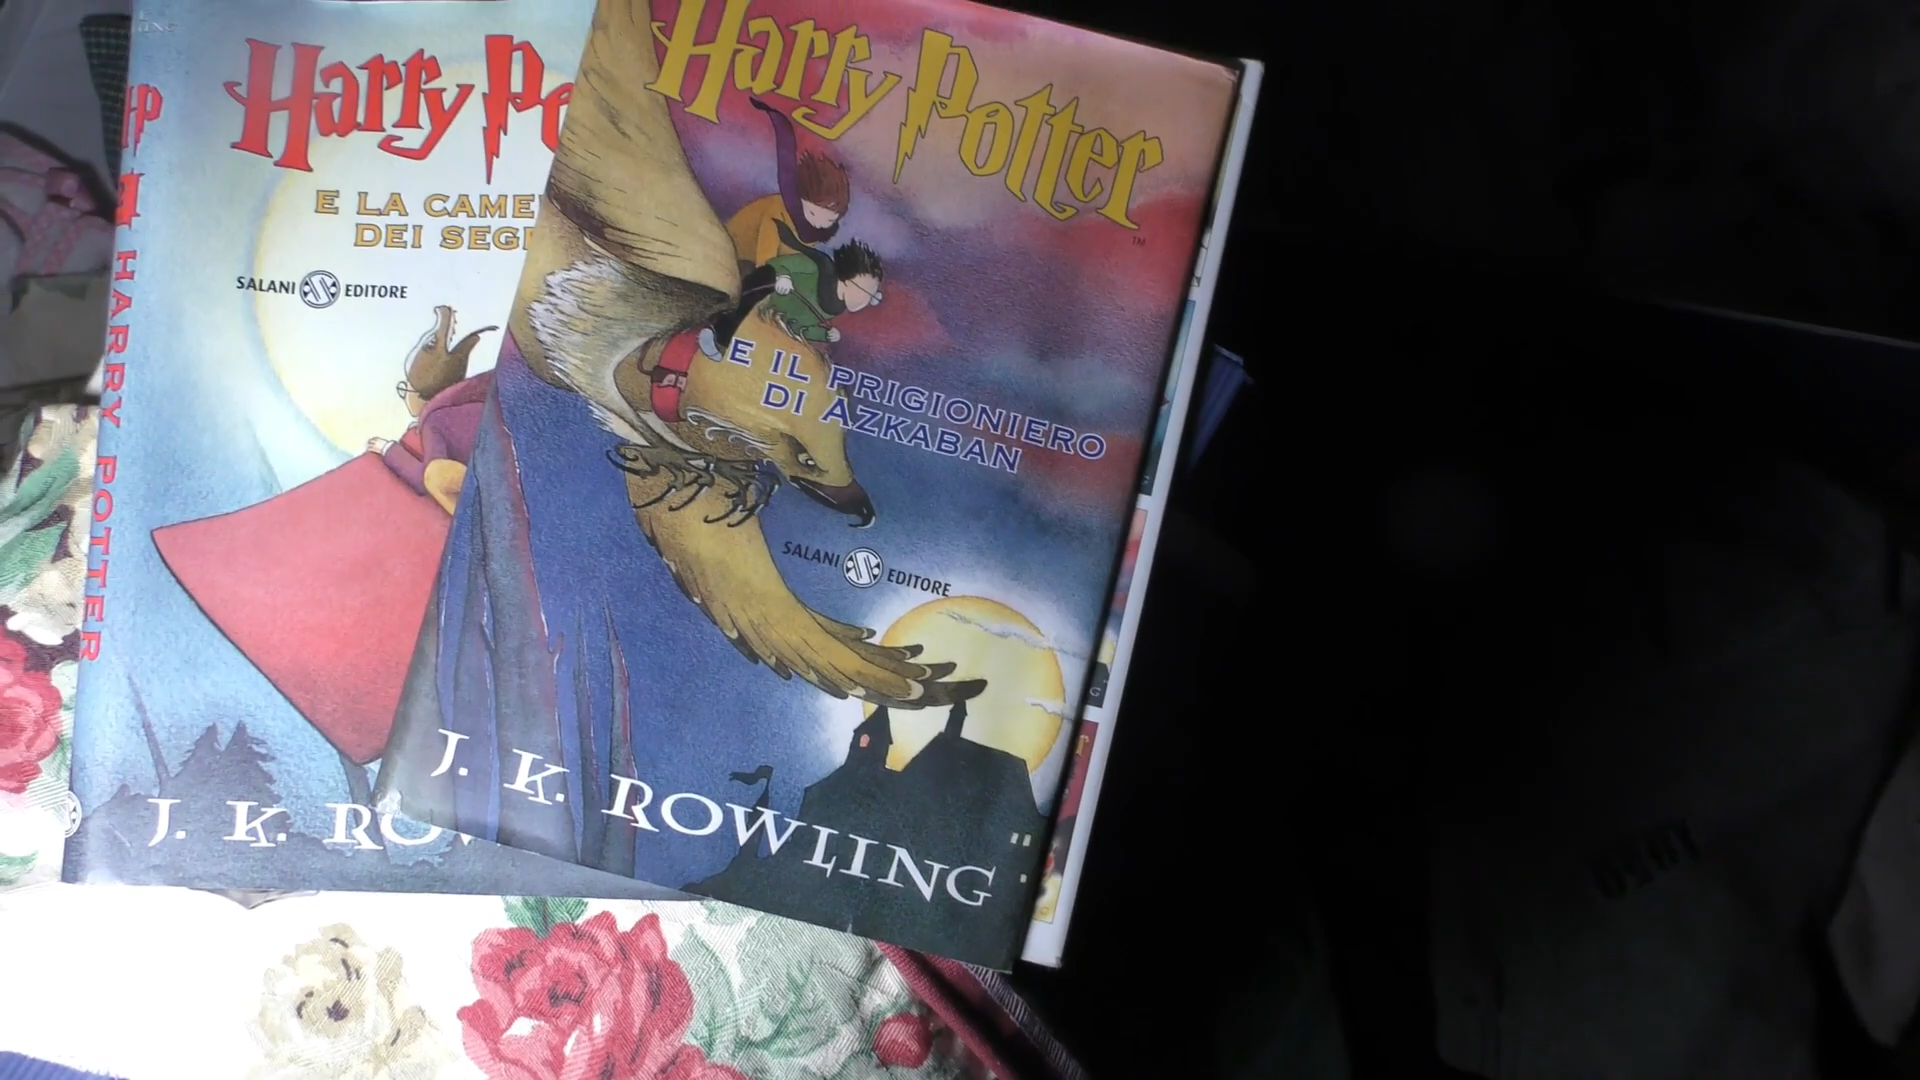 Harry Po
E LA CAME
DEI SEG
SALANI EDITORE
J. K. RO
HARRY POTTER
Harry Potter
TM
E IL PRIGIONIERO
DI AZKABAN
SALANI EDITORE
J. K. ROWLING